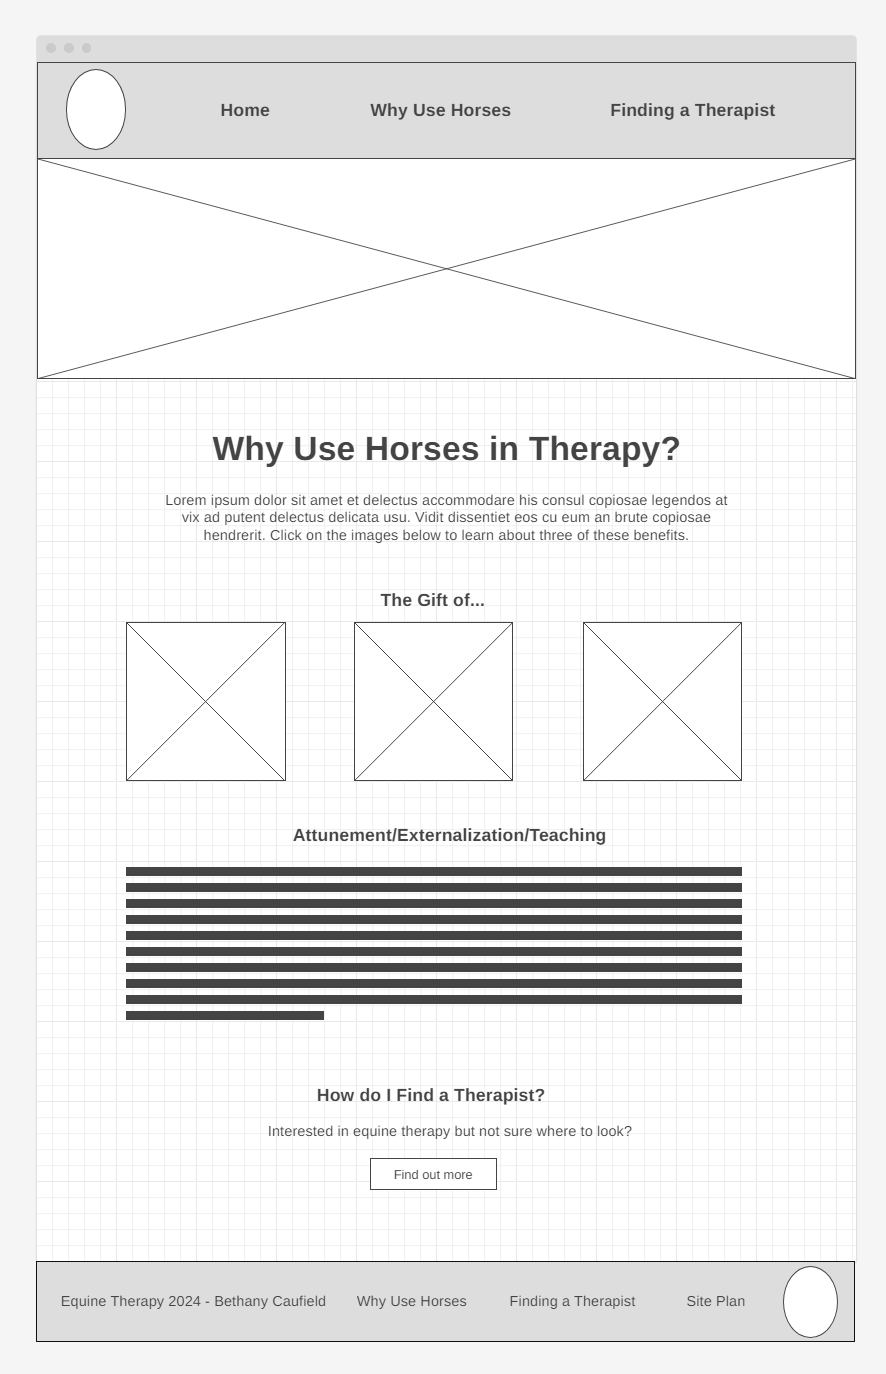 Home Why Use Horses Finding a Therapist
Why Use Horses in Therapy?
Lorem ipsum dolor sit amet et delectus accommodare his consul copiosae legendos at
vix ad putent delectus delicata usu. Vidit dissentiet eos cu eum an brute copiosae
hendrerit. Click on the images below to learn about three of these benefits.
The Gift of...
Attunement/Externalization/Teaching
How do I Find a Therapist?
Interested in equine therapy but not sure where to look?
Find out more
Equine Therapy 2024 - Bethany Caufield Why Use Horses Finding a Therapist Site Plan